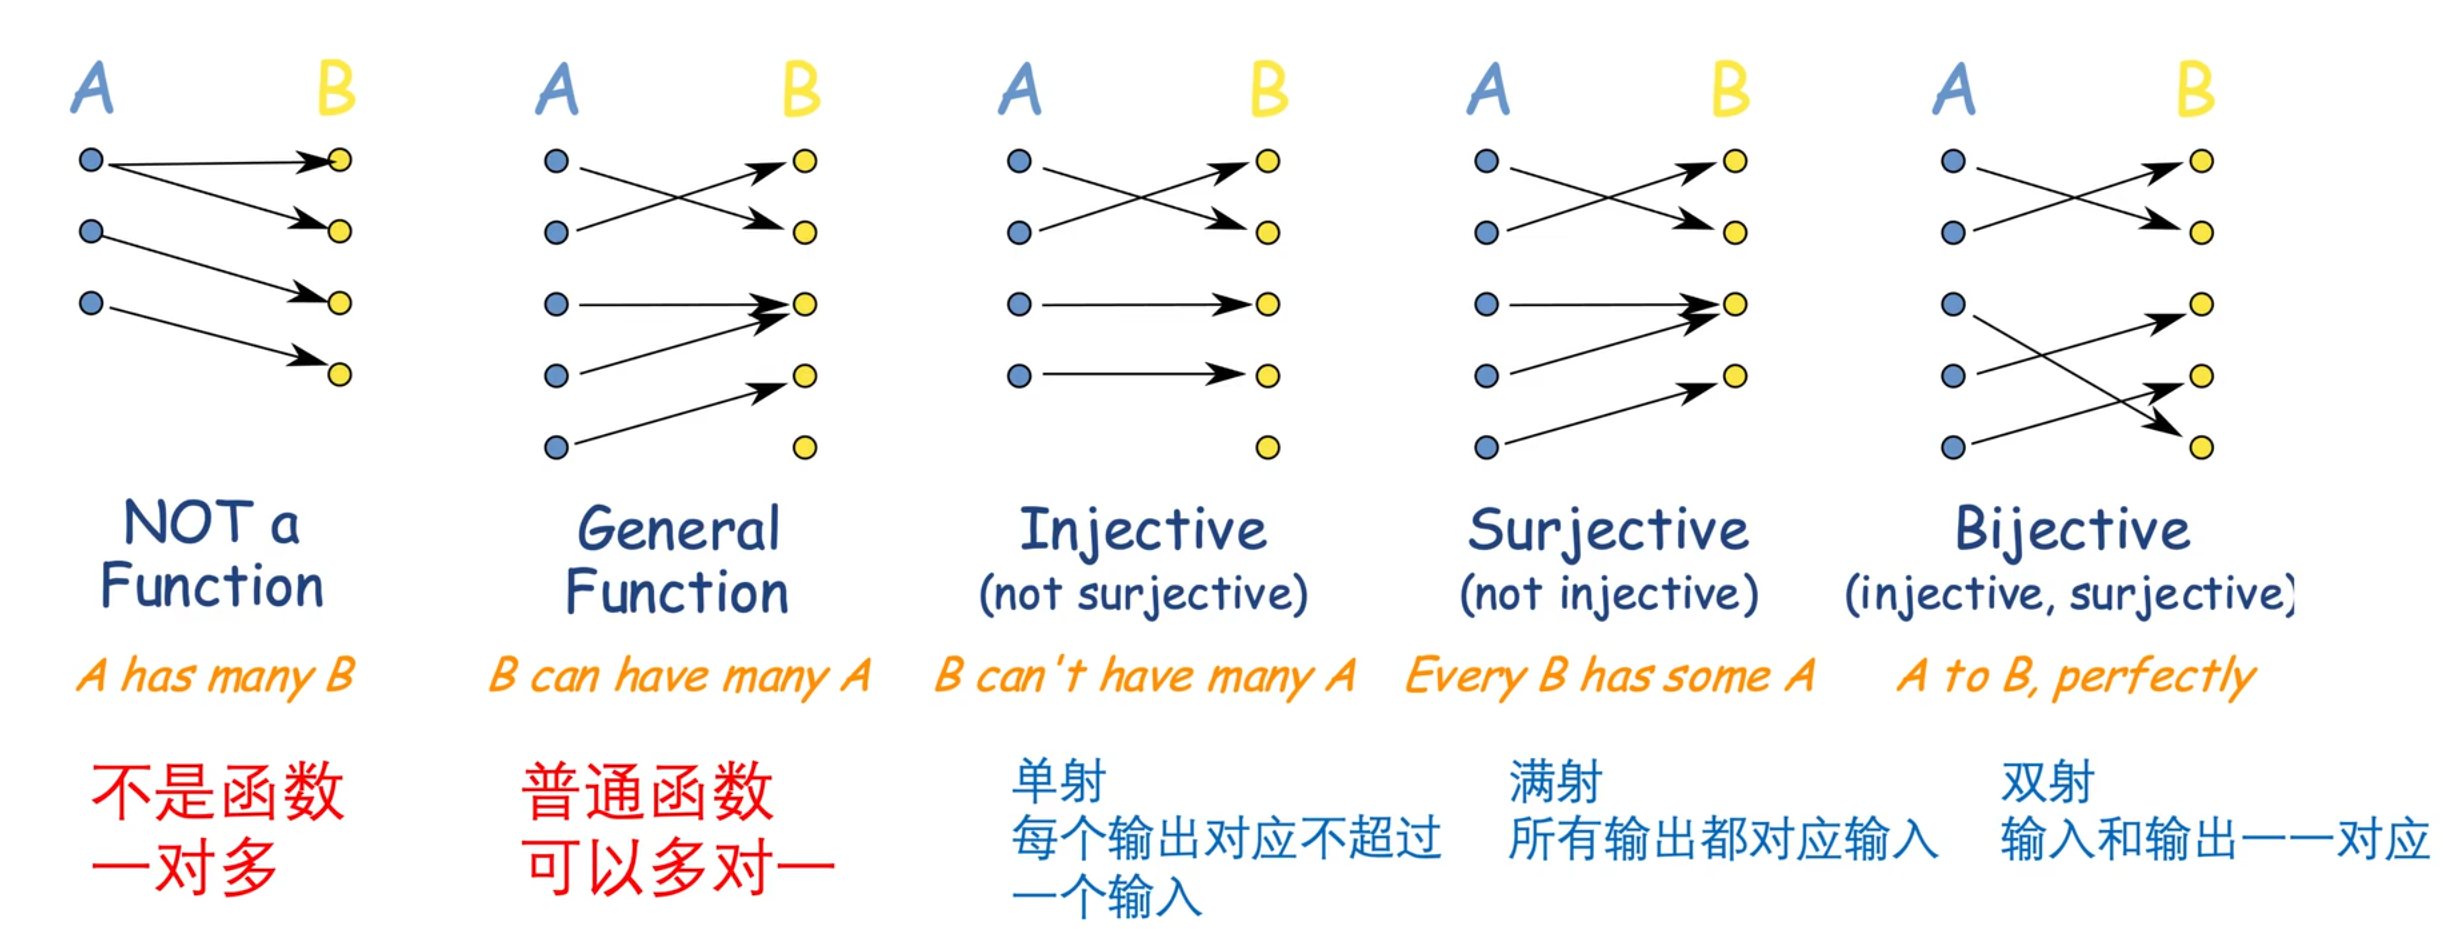 A B
A B
A B
A B
A B
NOT a
Function
A has many B
不是函数
一对多
General
Function
B can have many A
普通函数
可以多对一
Injective
(not surjective)
B can't have many A
单射
每个输出对应不超过
一个输入
Surjective
(not injective)
Every B has some A
满射
所有输出都对应输入
Bijective
(injective, surjective)
A to B, perfectly
双射
输入和输出一一对应